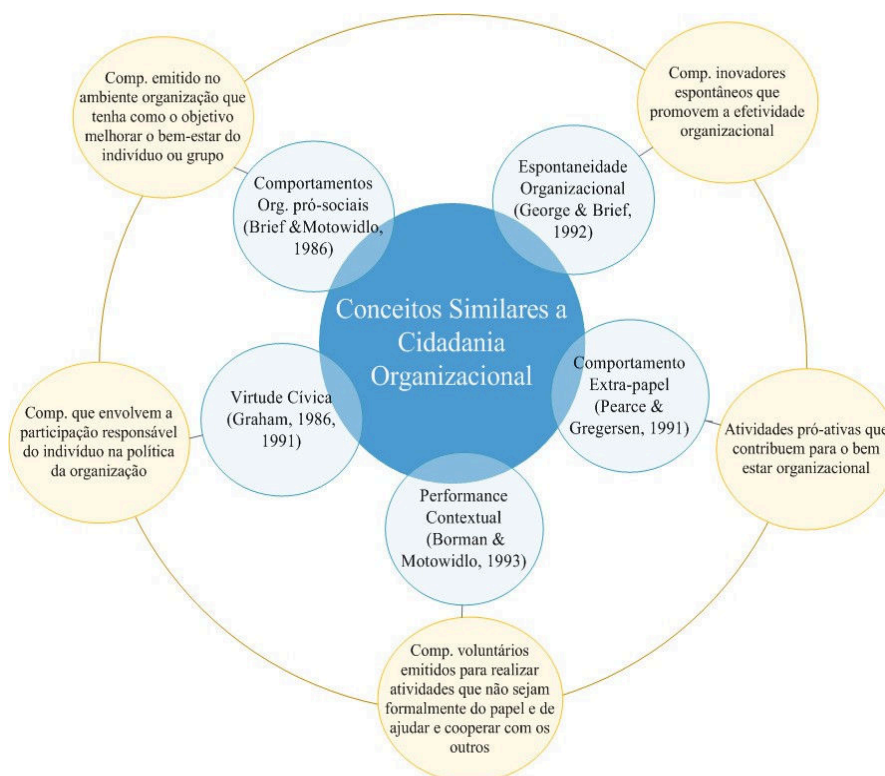 Comp. emitido no
ambiente organização que
tenha como o objetivo
melhorar o bem-estar do
indivíduo ou grupo
Comp. inovadores
espontâneos que
promovem a efetividade
organizacional
Comportamentos
Org. pró-sociais
(Brief &Motowidlo,
1986)
Espontaneidade
Organizacional
(George & Brief,
1992)
Conceitos Similares a
Cidadania
Organizacional
Virtude Cívica
(Graham, 1986,
1991)
Comportamento
Extra-papel
(Pearce &
Gregersen, 1991)
Comp. que envolvem a
participação responsável
do indivíduo na política
da organização
Atividades pró-ativas que
contribuem para o bem
estar organizacional
Performance
Contextual
(Borman &
Motowidlo, 1993)
Comp. voluntários
emitidos para realizar
atividades que não sejam
formalmente do papel e de
ajudar e cooperar com os
outros